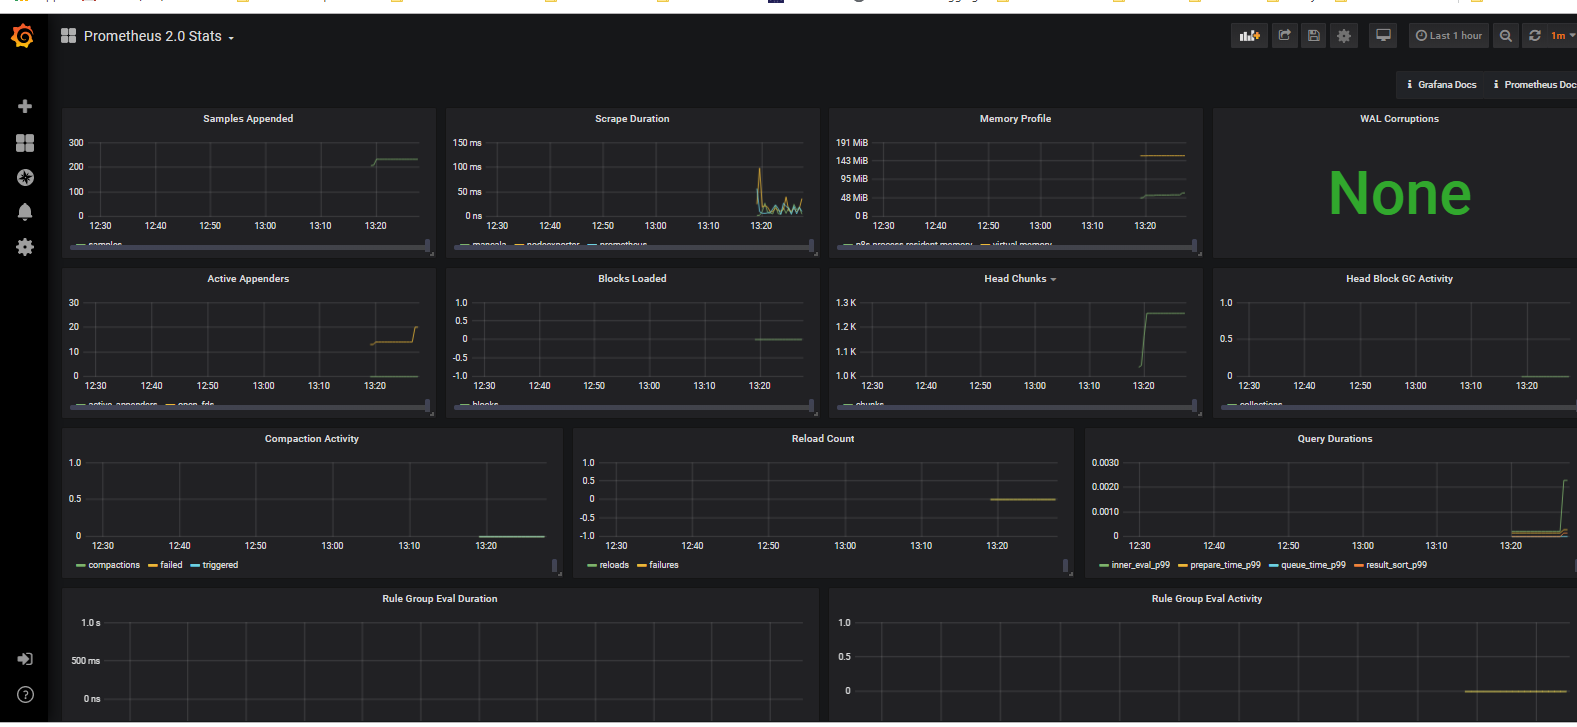 Prometheus 2.0 Stats
Last 1 hour
1m
Grafana Docs
Prometheus Doc
Samples Appended
300
200
100
0
12:30 12:40 12:50 13:00 13:10 13:20
samples
Scrape Duration
150 ms
100 ms
50 ms
0 ns
12:30 12:40 12:50 13:00 13:10 13:20
nodeexporter prometheus
Memory Profile
191 MiB
143 MiB
95 MiB
48 MiB
0 B
12:30 12:40 12:50 13:00 13:10 13:20
p8s process resident memory virtual memory
WAL Corruptions
None
Active Appenders
30
20
10
0
12:30 12:40 12:50 13:00 13:10 13:20
active_appenders open_fds
Blocks Loaded
1.0
0.5
0
-0.5
-1.0
12:30 12:40 12:50 13:00 13:10 13:20
blocks
Head Chunks
1.3 K
1.2 K
1.1 K
1.0 K
12:30 12:40 12:50 13:00 13:10 13:20
chunks
Head Block GC Activity
1.0
0.5
0
12:30 12:40 12:50 13:00 13:10 13:20
collections
Compaction Activity
1.0
0.5
0
12:30 12:40 12:50 13:00 13:10 13:20
compactions failed triggered
Reload Count
1.0
0.5
0
-0.5
-1.0
12:30 12:40 12:50 13:00 13:10 13:20
reloads failures
Query Durations
0.0030
0.0020
0.0010
0
12:30 12:40 12:50 13:00 13:10 13:20
inner_eval_p99 prepare_time_p99 queue_time_p99 result_sort_p99
Rule Group Eval Duration
1.0 s
500 ms
0 ns
Rule Group Eval Activity
1.0
0.5
0